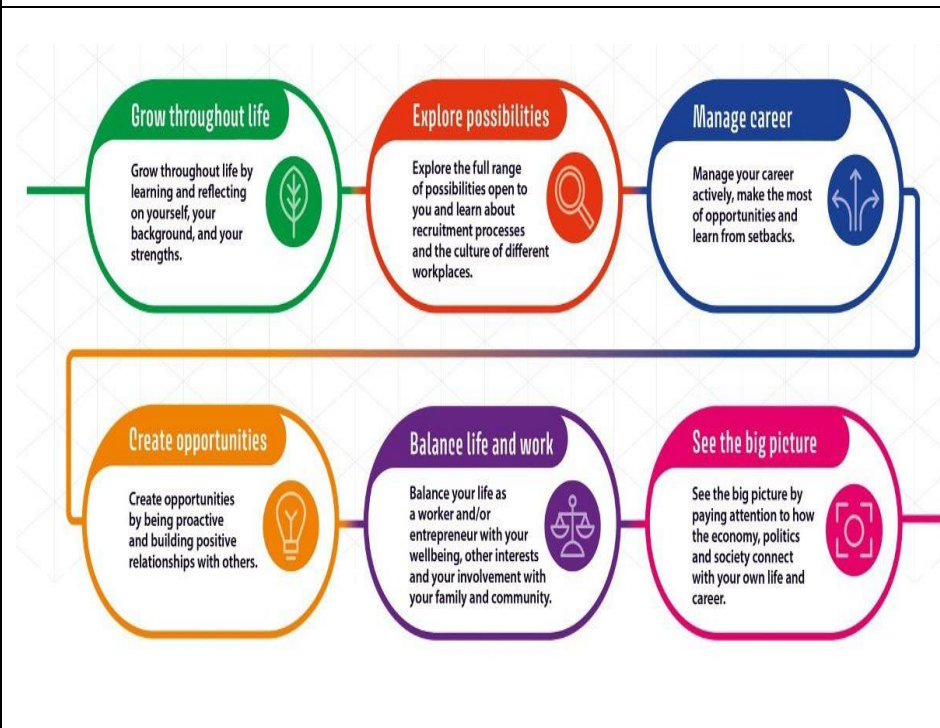 Grow throughout life
Grow throughout life by
learning and reflecting
on yourself, your
background, and your
strengths.
Explore possibilities
Explore the full range
of possibilities open to
you and learn about
recruitment processes
and the culture of different
workplaces.
Manage career
Manage your career
actively, make the most
of opportunities and
learn from setbacks.
Create opportunities
Create opportunities
by being proactive
and building positive
relationships with others.
Balance life and work
Balance your life as
a worker and/or
entrepreneur with your
wellbeing, other interests
and your involvement with
your family and community.
See the big picture
See the big picture by
paying attention to how
the economy, politics
and society connect
with your own life and
career.